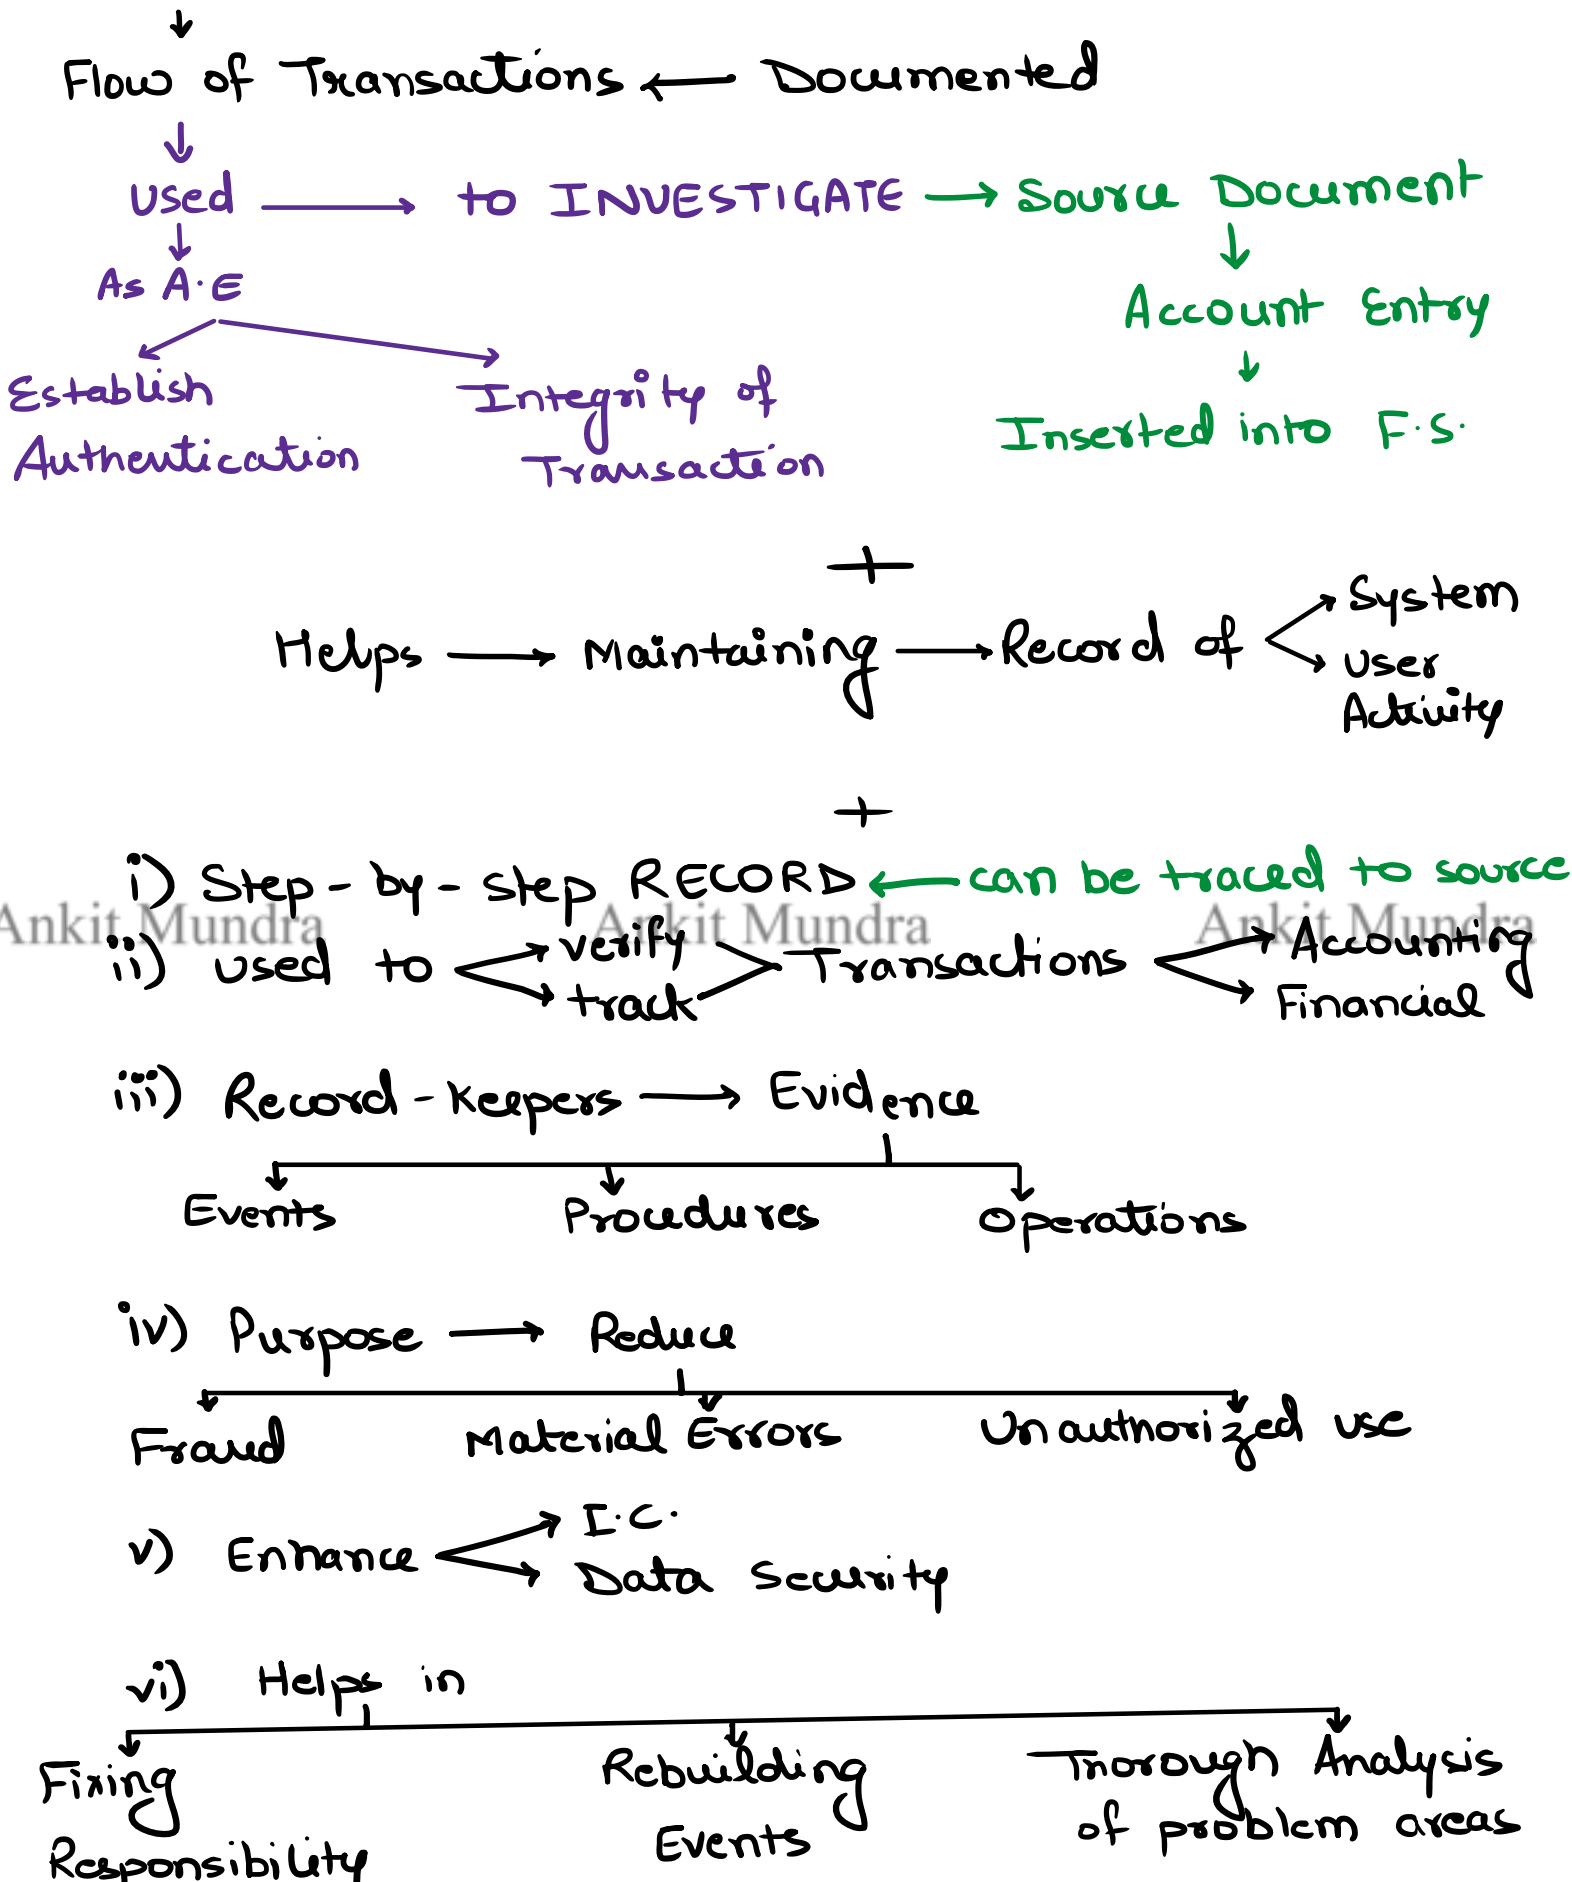 ↓
Flow of Transactions ← Documented
↓
Used → to INVESTIGATE → Source Document
↓ ↓
As A.E Account Entry
↓
Establish Authentication
Integrity of Transaction
Inserted into F.S.
+
Helps → Maintaining → Record of → System
→ User Activity
+
i) Step-by-step RECORD ← can be traced to source
Ankit Mundra Ankit Mundra Ankit Mundra
ii) used to → verify → track Transactions → Accounting → Financial
iii) Record-keepers → Evidence
Events Procedures Operations
iv) Purpose → Reduce
Fraud Material Errors Unauthorized use
v) Enhance → I.C.
→ Data Security
vi) Helps in
Fixing Responsibility
Rebuilding Events
Thorough Analysis of problem areas